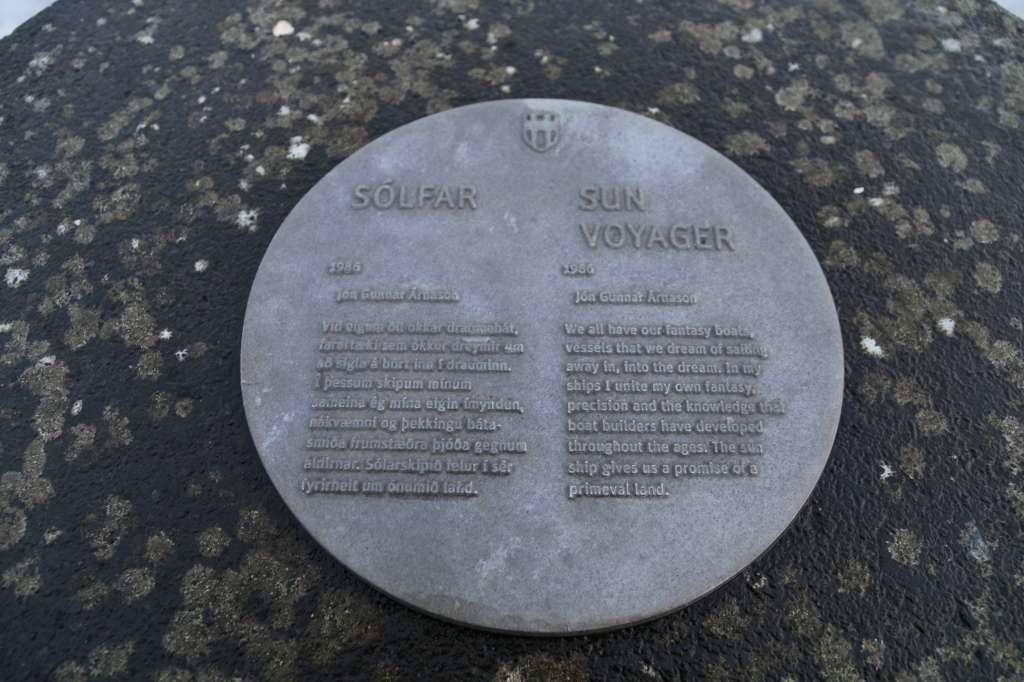 SÓLFAR
1986
Jón Gunnar Árnason
Við eigum öll okkar draumbát,
farartæki sem okkur dreymir um
að sigla á burt inn í drauminn.
Í þessum skipum mínum
sameina ég mína eigin ímyndun,
nákvæmni og þekkingu báta-
smiða frumstæðra þjóða gegnum
aldirnar. Sólarskipið felur í sér
fyrirheit um ónumið land.
SUN
VOYAGER
1986
Jón Gunnar Árnason
We all have our fantasy boats,
vessels that we dream of sailing
away in, into the dream. In my
ships I unite my own fantasy,
precision and the knowledge that
boat builders have developed
throughout the ages. The sun
ship gives us a promise of a
primeval land.